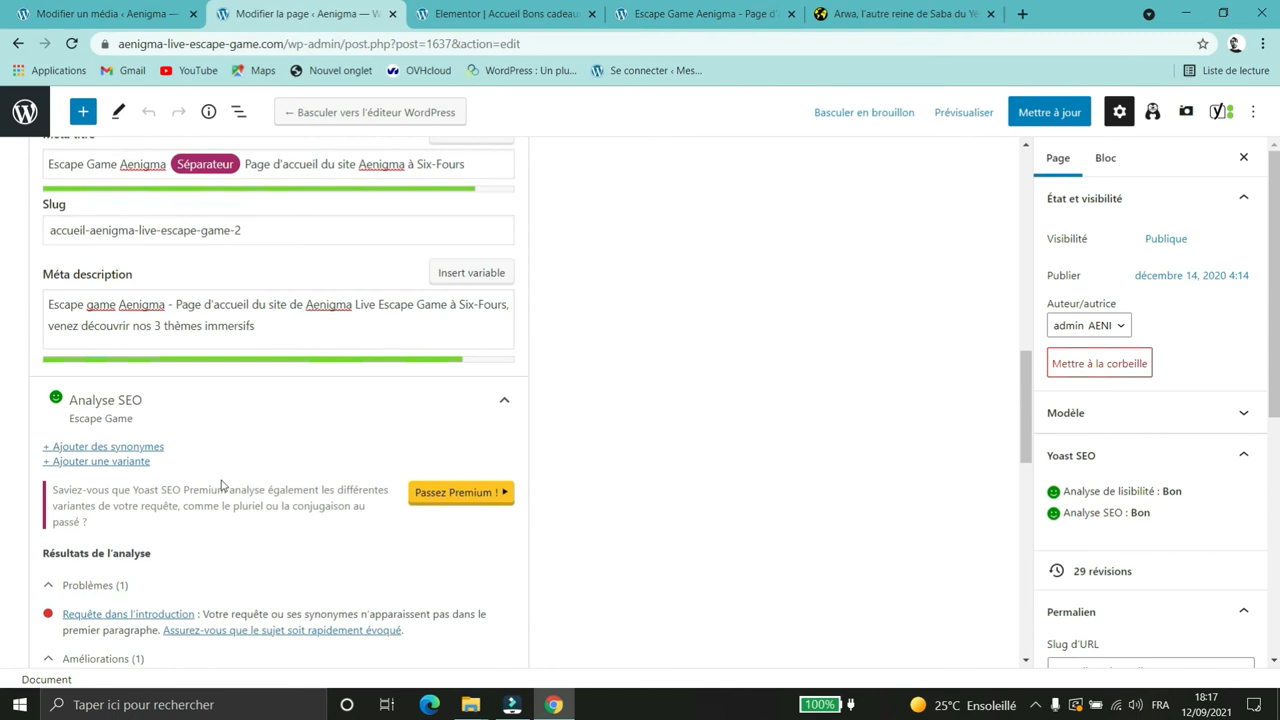 Modifier un média ‹ Aenigma —
Modifier la page ‹ Aenigma — W
Elementor | Accueil Bons cadeau
Escape Game Aenigma - Page d'
Arwa, l'autre reine de Saba du Ye
aenigma-live-escape-game.com/wp-admin/post.php?post=1637&action=edit
Applications
Gmail
YouTube
Maps
Nouvel onglet
OVHcloud
WordPress : Un plu...
Se connecter ‹ Mes...
Liste de lecture
← Basculer vers l'éditeur WordPress
Basculer en brouillon
Prévisualiser
Mettre à jour
Escape Game Aenigma Séparateur Page d'accueil du site Aenigma à Six-Fours
Slug
accueil-aenigma-live-escape-game-2
Méta description
Insert variable
Escape game Aenigma - Page d'accueil du site de Aenigma Live Escape Game à Six-Fours,
venez découvrir nos 3 thèmes immersifs
Analyse SEO
Escape Game
+ Ajouter des synonymes
+ Ajouter une variante
Saviez-vous que Yoast SEO Premium analyse également les différentes
variantes de votre requête, comme le pluriel ou la conjugaison au
passé ?
Passez Premium !
Résultats de l'analyse
Problèmes (1)
Requête dans l'introduction : Votre requête ou ses synonymes n'apparaissent pas dans le
premier paragraphe. Assurez-vous que le sujet soit rapidement évoqué.
Améliorations (1)
Document
Page
Bloc
État et visibilité
Visibilité
Publique
Publier
décembre 14, 2020 4:14
Auteur/autrice
admin AENI
Mettre à la corbeille
Modèle
Yoast SEO
Analyse de lisibilité : Bon
Analyse SEO : Bon
29 révisions
Permalien
Slug d'URL
Taper ici pour rechercher
100%
25°C Ensoleillé
FRA
18:17
12/09/2021